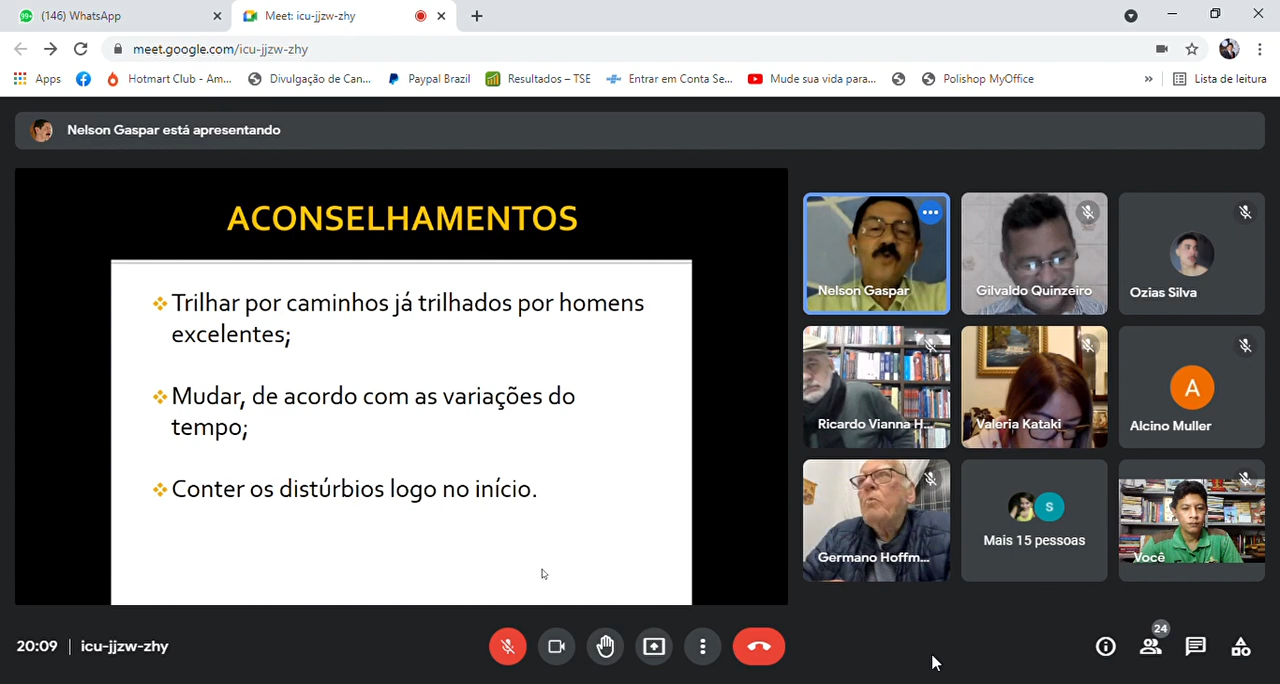 (146) WhatsApp
Meet: icu-jjzw-zhy
meet.google.com/icu-jjzw-zhy
Apps
Hotmart Club - Am...
Divulgação de Can...
Paypal Brazil
Resultados – TSE
Entrar em Conta Se...
Mude sua vida para...
Polishop MyOffice
»
Lista de leitura
Nelson Gaspar está apresentando
ACONSELHAMENTOS
Trilhar por caminhos já trilhados por homens
excelentes;
Mudar, de acordo com as variações do
tempo;
Conter os distúrbios logo no início.
Nelson Gaspar
Gilvaldo Quinzeiro
Ozias Silva
Ricardo Vianna H...
Valeria Kataki
A
Alcino Muller
Germano Hoffm...
S
Mais 15 pessoas
Você
20:09 | icu-jjzw-zhy
24